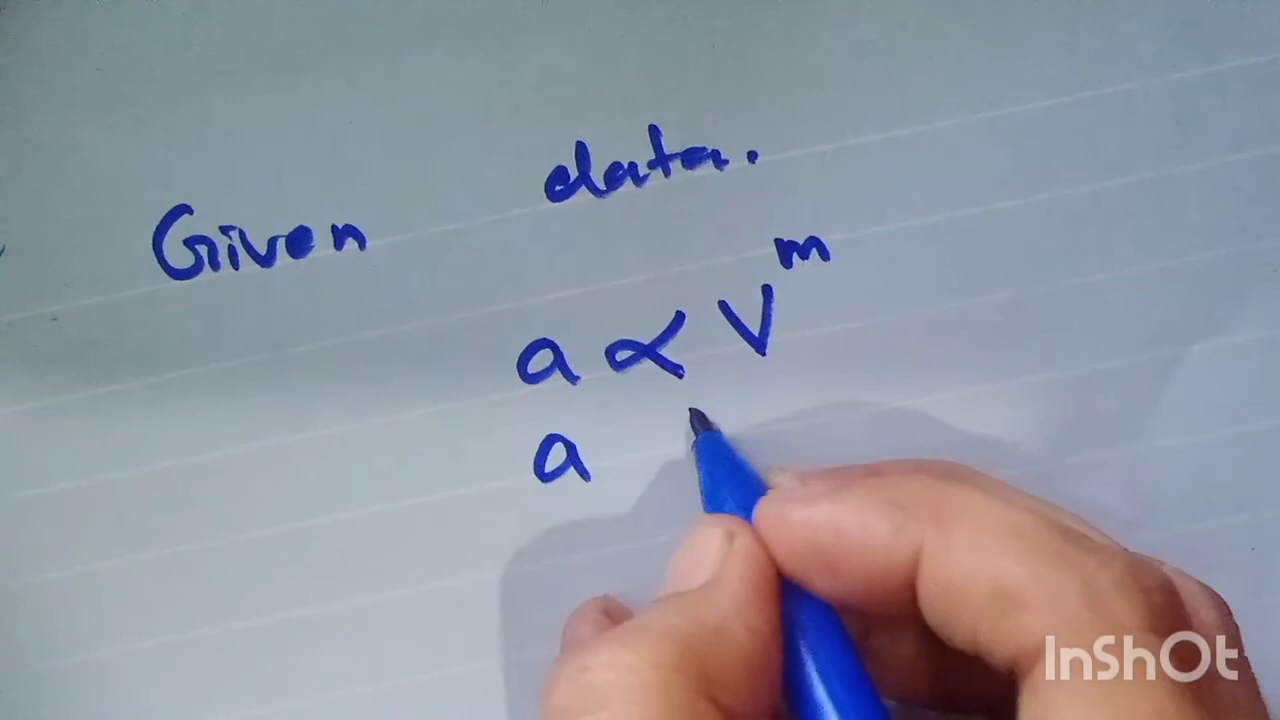 Given data.
a ∝ V^m
a
InShOt